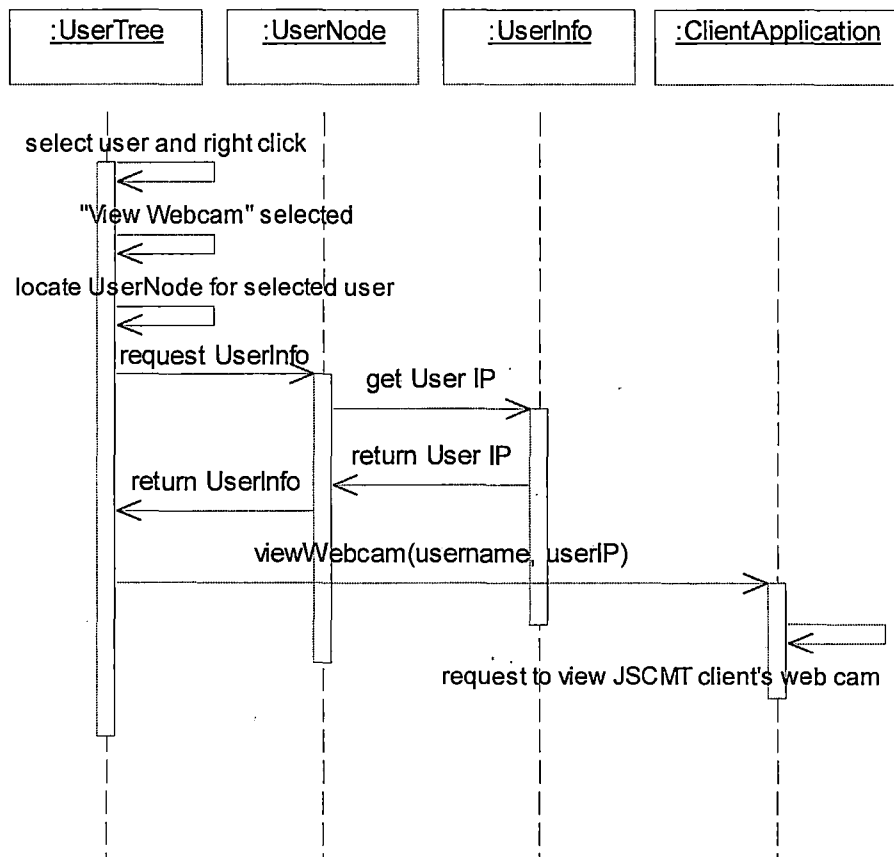 :UserTree
:UserNode
:UserInfo
:ClientApplication
select user and right click
"View Webcam" selected
locate UserNode for selected user
request UserInfo
get User IP
return User IP
return UserInfo
viewWebcam(username, userIP)
request to view JSCMT client's web cam